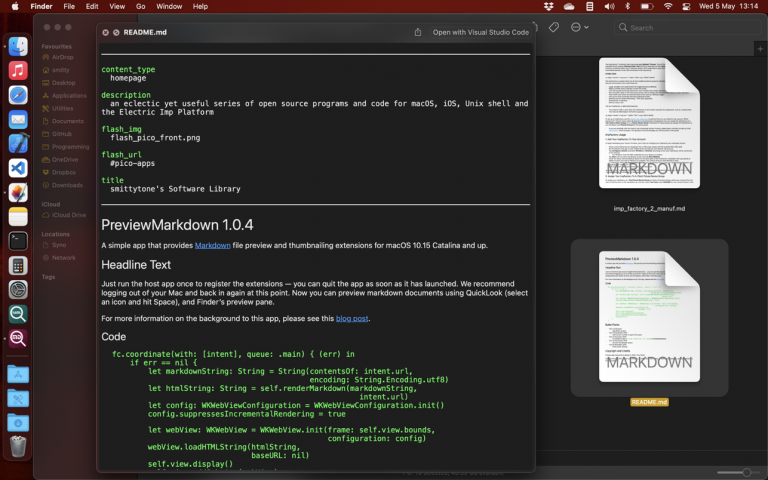 Finder File Edit View Go Window Help
Wed 5 May 13:14
README.md
Open with Visual Studio Code
Search
Favourites
AirDrop
smitty
Desktop
Applications
Utilities
Documents
GitHub
Programming
OneDrive
Dropbox
Downloads
iCloud
iCloud Drive
Locations
Syno
Network
Tags
content_type
homepage
description
an eclectic yet useful series of open source programs and code for macOS, iOS, Unix shell and
the Electric Imp Platform
flash_img
flash_pico_front.png
flash_url
#pico-apps
title
smittytone's Software Library
PreviewMarkdown 1.0.4
A simple app that provides Markdown file preview and thumbnailing extensions for macOS 10.15 Catalina and up.
Headline Text
Just run the host app once to register the extensions — you can quit the app as soon as it has launched. We recommend
logging out of your Mac and back in again at this point. Now you can preview markdown documents using QuickLook (select
an icon and hit Space), and Finder's preview pane.
For more information on the background to this app, please see this blog post.
Code
fc.coordinate(with: [intent], queue: .main) { (err) in
if err == nil {
let markdownString: String = String(contentsOf: intent.url,
encoding: String.Encoding.utf8)
let htmlString: String = self.renderMarkdown(markdownString,
intent.url)
let config: WKWebViewConfiguration = WKWebViewConfiguration.init()
config.suppressesIncrementalRendering = true
let webView: WKWebView = WKWebView.init(frame: self.view.bounds,
configuration: config)
webView.loadHTMLString(htmlString,
baseURL: nil)
self.view.display()
MARKDOWN
imp_factory_2_manuf.md
PreviewMarkdown 1.0.4
MARKDOWN
README.md